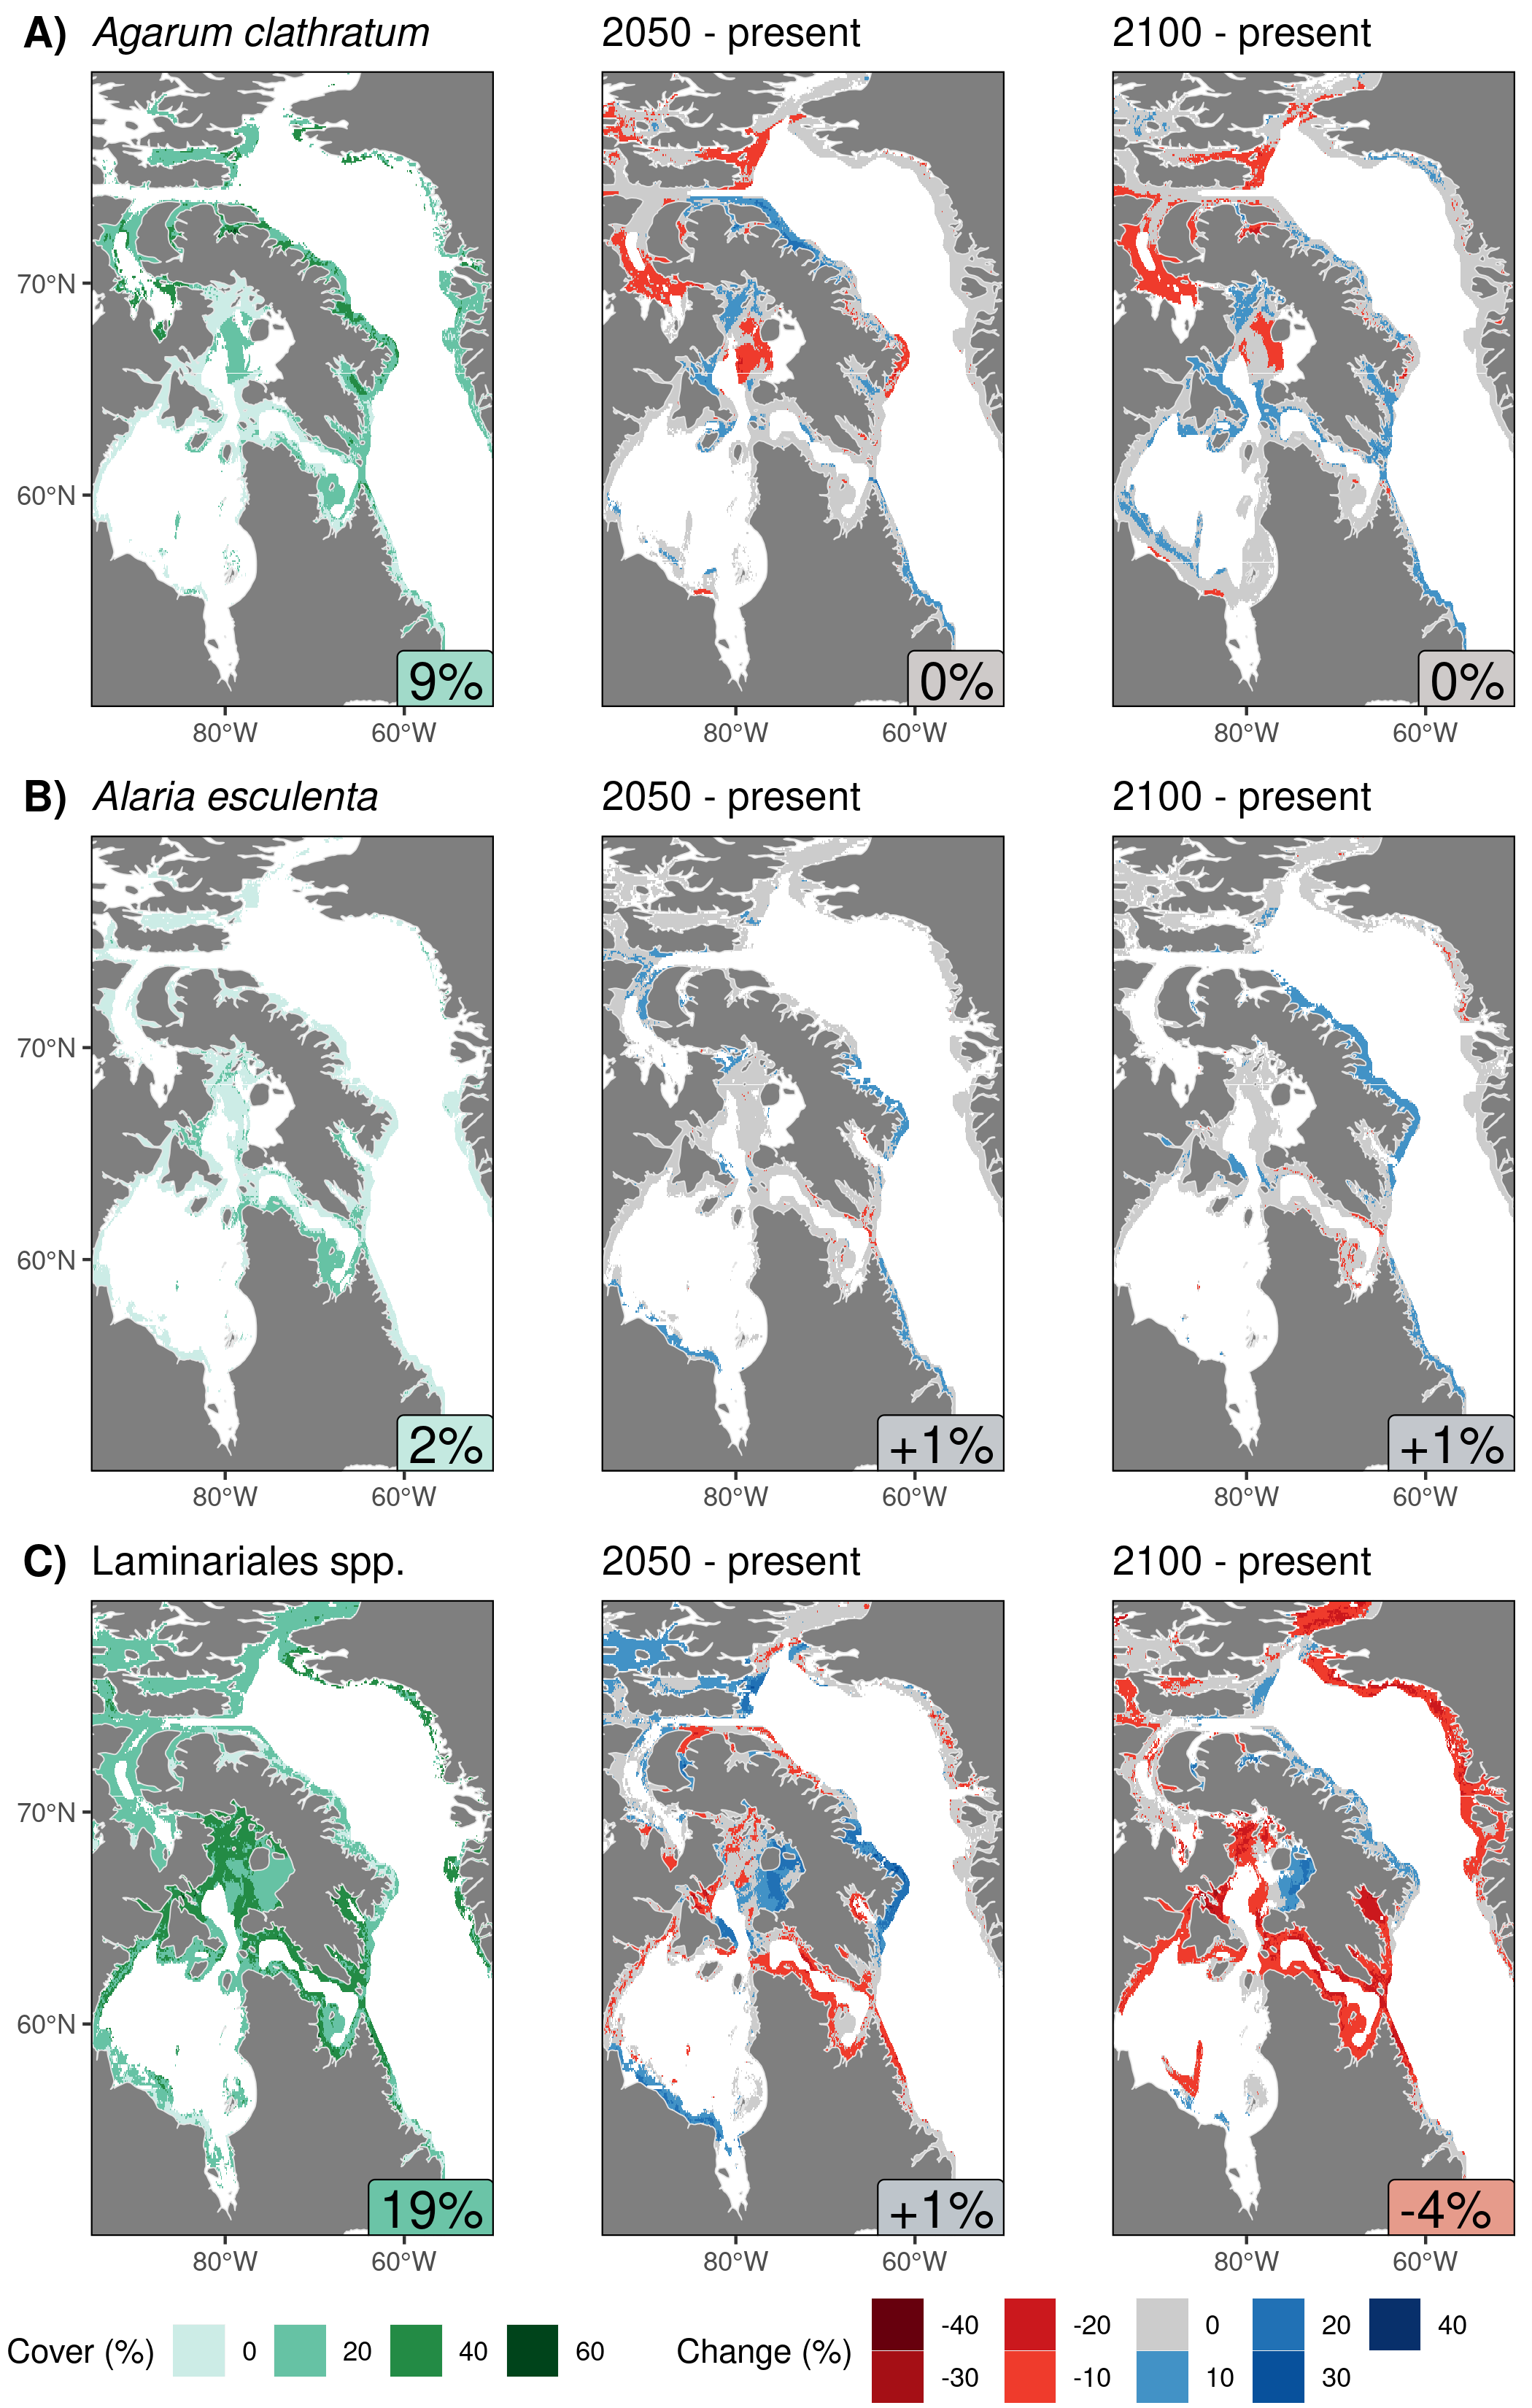 A) Agarum clathratum 2050 - present 2100 - present
70°N
60°N
9% 0% 0%
80°W 60°W 80°W 60°W 80°W 60°W
B) Alaria esculenta 2050 - present 2100 - present
70°N
60°N
2% +1% +1%
80°W 60°W 80°W 60°W 80°W 60°W
C) Laminariales spp. 2050 - present 2100 - present
70°N
60°N
19% +1% -4%
80°W 60°W 80°W 60°W 80°W 60°W
Cover (%) 0 20 40 60
Change (%) -40 -20 0 20 40
-30 -10 10 30